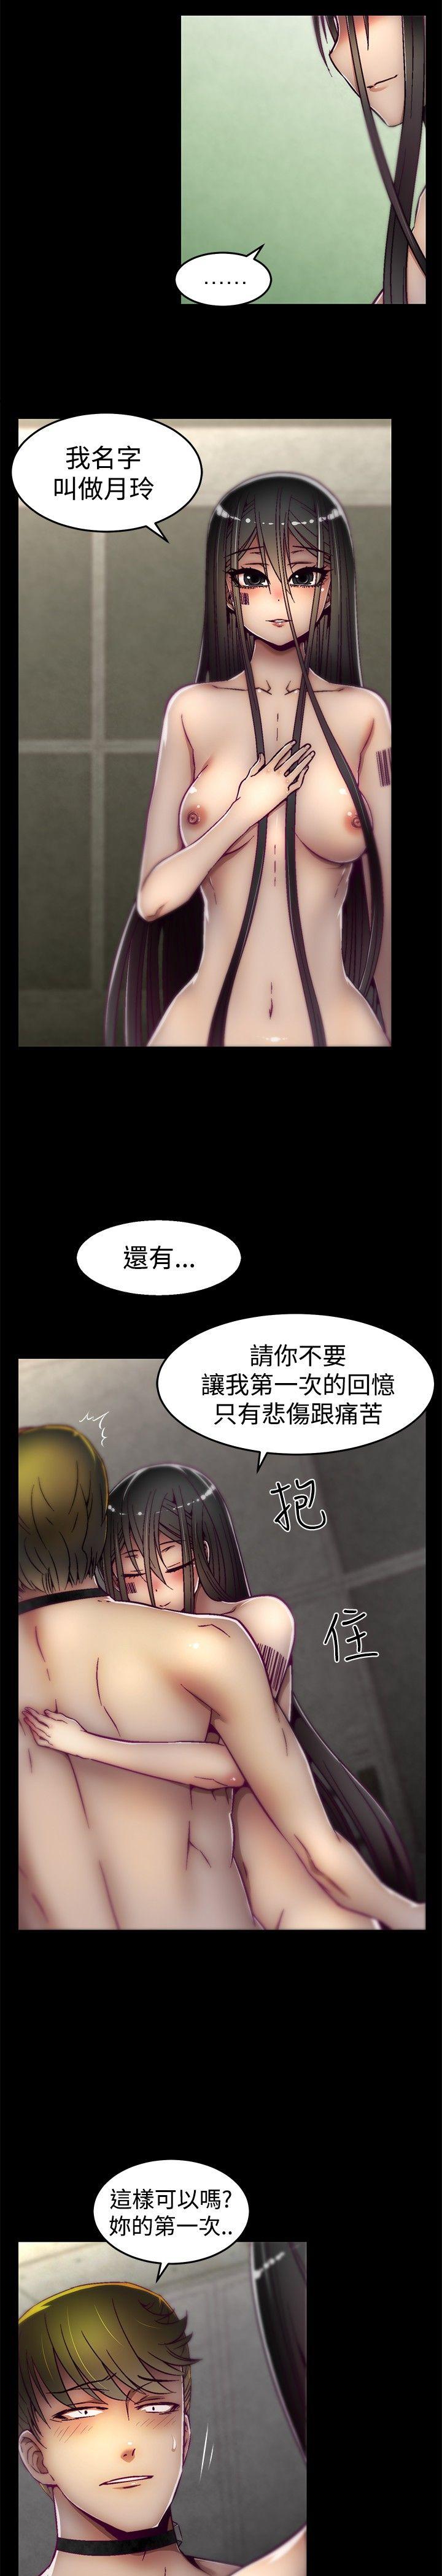 ……
我名字
叫做月玲
還有...
請你不要
讓我第一次的回憶
只有悲傷跟痛苦
抱
住
這樣可以嗎?
妳的第一次..